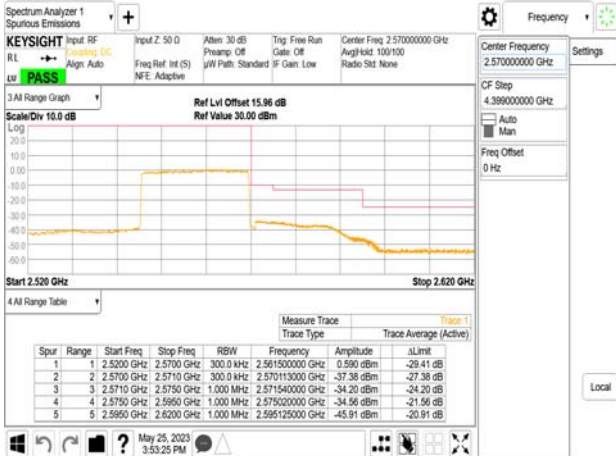 Spectrum Analyzer 1
Spurious Emissions
Frequency
KEYSIGHT Input: RF Input Z: 50 Ω Atten: 30 dB Trig: Free Run Center Freq: 2.570000000 GHz
RL Coupling: DC Preamp: Off Gate: Off Avg|Hold: 100/100
Align: Auto Freq Ref: Int (S) µW Path: Standard IF Gain: Low Radio Std: None
NFE: Adaptive
LV PASS
Center Frequency
2.570000000 GHz
Settings
CF Step
4.399000000 GHz
Auto
Man
Freq Offset
0 Hz
Local
3 All Range Graph
Ref Lvl Offset 15.96 dB
Scale/Div 10.0 dB Ref Value 30.00 dBm
Log
20.0
10.0
0.00
-10.0
-20.0
-30.0
-40.0
-50.0
-60.0
Start 2.520 GHz Stop 2.620 GHz
4 All Range Table
Measure Trace Trace 1
Trace Type Trace Average (Active)
Spur Range Start Freq Stop Freq RBW Frequency Amplitude ΔLimit
1 1 2.5200 GHz 2.5700 GHz 300.0 kHz 2.561500000 GHz 0.590 dBm -29.41 dB
2 2 2.5700 GHz 2.5710 GHz 300.0 kHz 2.570113000 GHz -37.38 dBm -27.38 dB
3 3 2.5710 GHz 2.5750 GHz 1.000 MHz 2.571540000 GHz -34.20 dBm -24.20 dB
4 4 2.5750 GHz 2.5950 GHz 1.000 MHz 2.575020000 GHz -34.56 dBm -21.56 dB
5 5 2.5950 GHz 2.6200 GHz 1.000 MHz 2.595125000 GHz -45.91 dBm -20.91 dB
May 25, 2023
3:53:25 PM